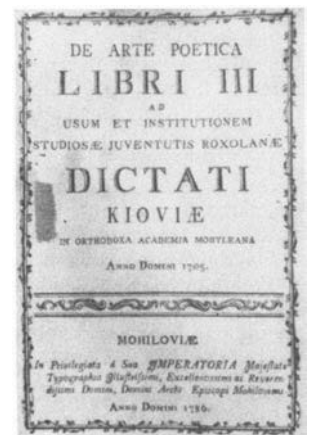 DE ARTE POETICA
LIBRI III
AD
USUM ET INSTITUTIONEM
STUDIOSÆ JUVENTUTIS ROXOLANÆ
DICTATI
KIOVIÆ
IN ORTHODOXA ACADEMIA MOHYLEANA
ANNO DOMINI 1705.
MOHILOVIÆ
In Privilegiata à Sua IMPERATORIA Majestate
Typographia Illustrissimi, Excellentissimi ac Reveren
dissimi Domini, Domini Archi Episcopi Mohiloviensis
ANNO DOMINI 1786.